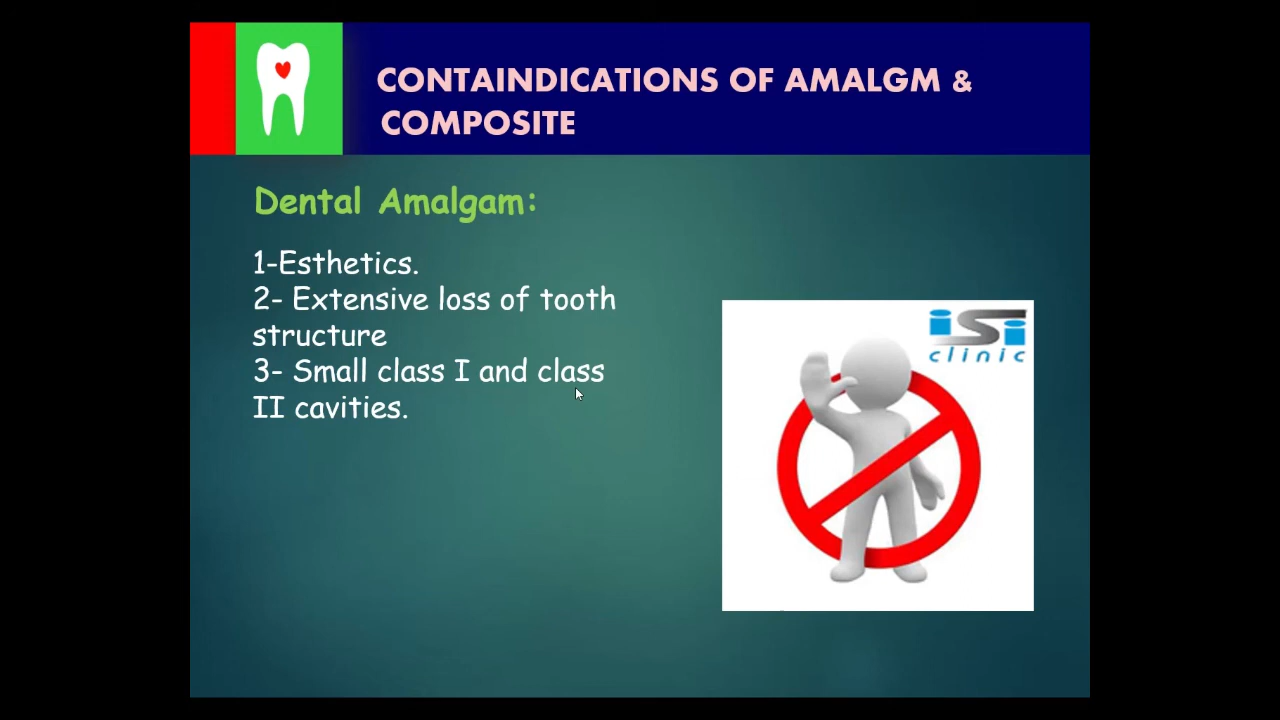 CONTAINDICATIONS OF AMALGM &
COMPOSITE
Dental Amalgam:
1-Esthetics.
2- Extensive loss of tooth
structure
3- Small class I and class
II cavities.
iSi
clinic